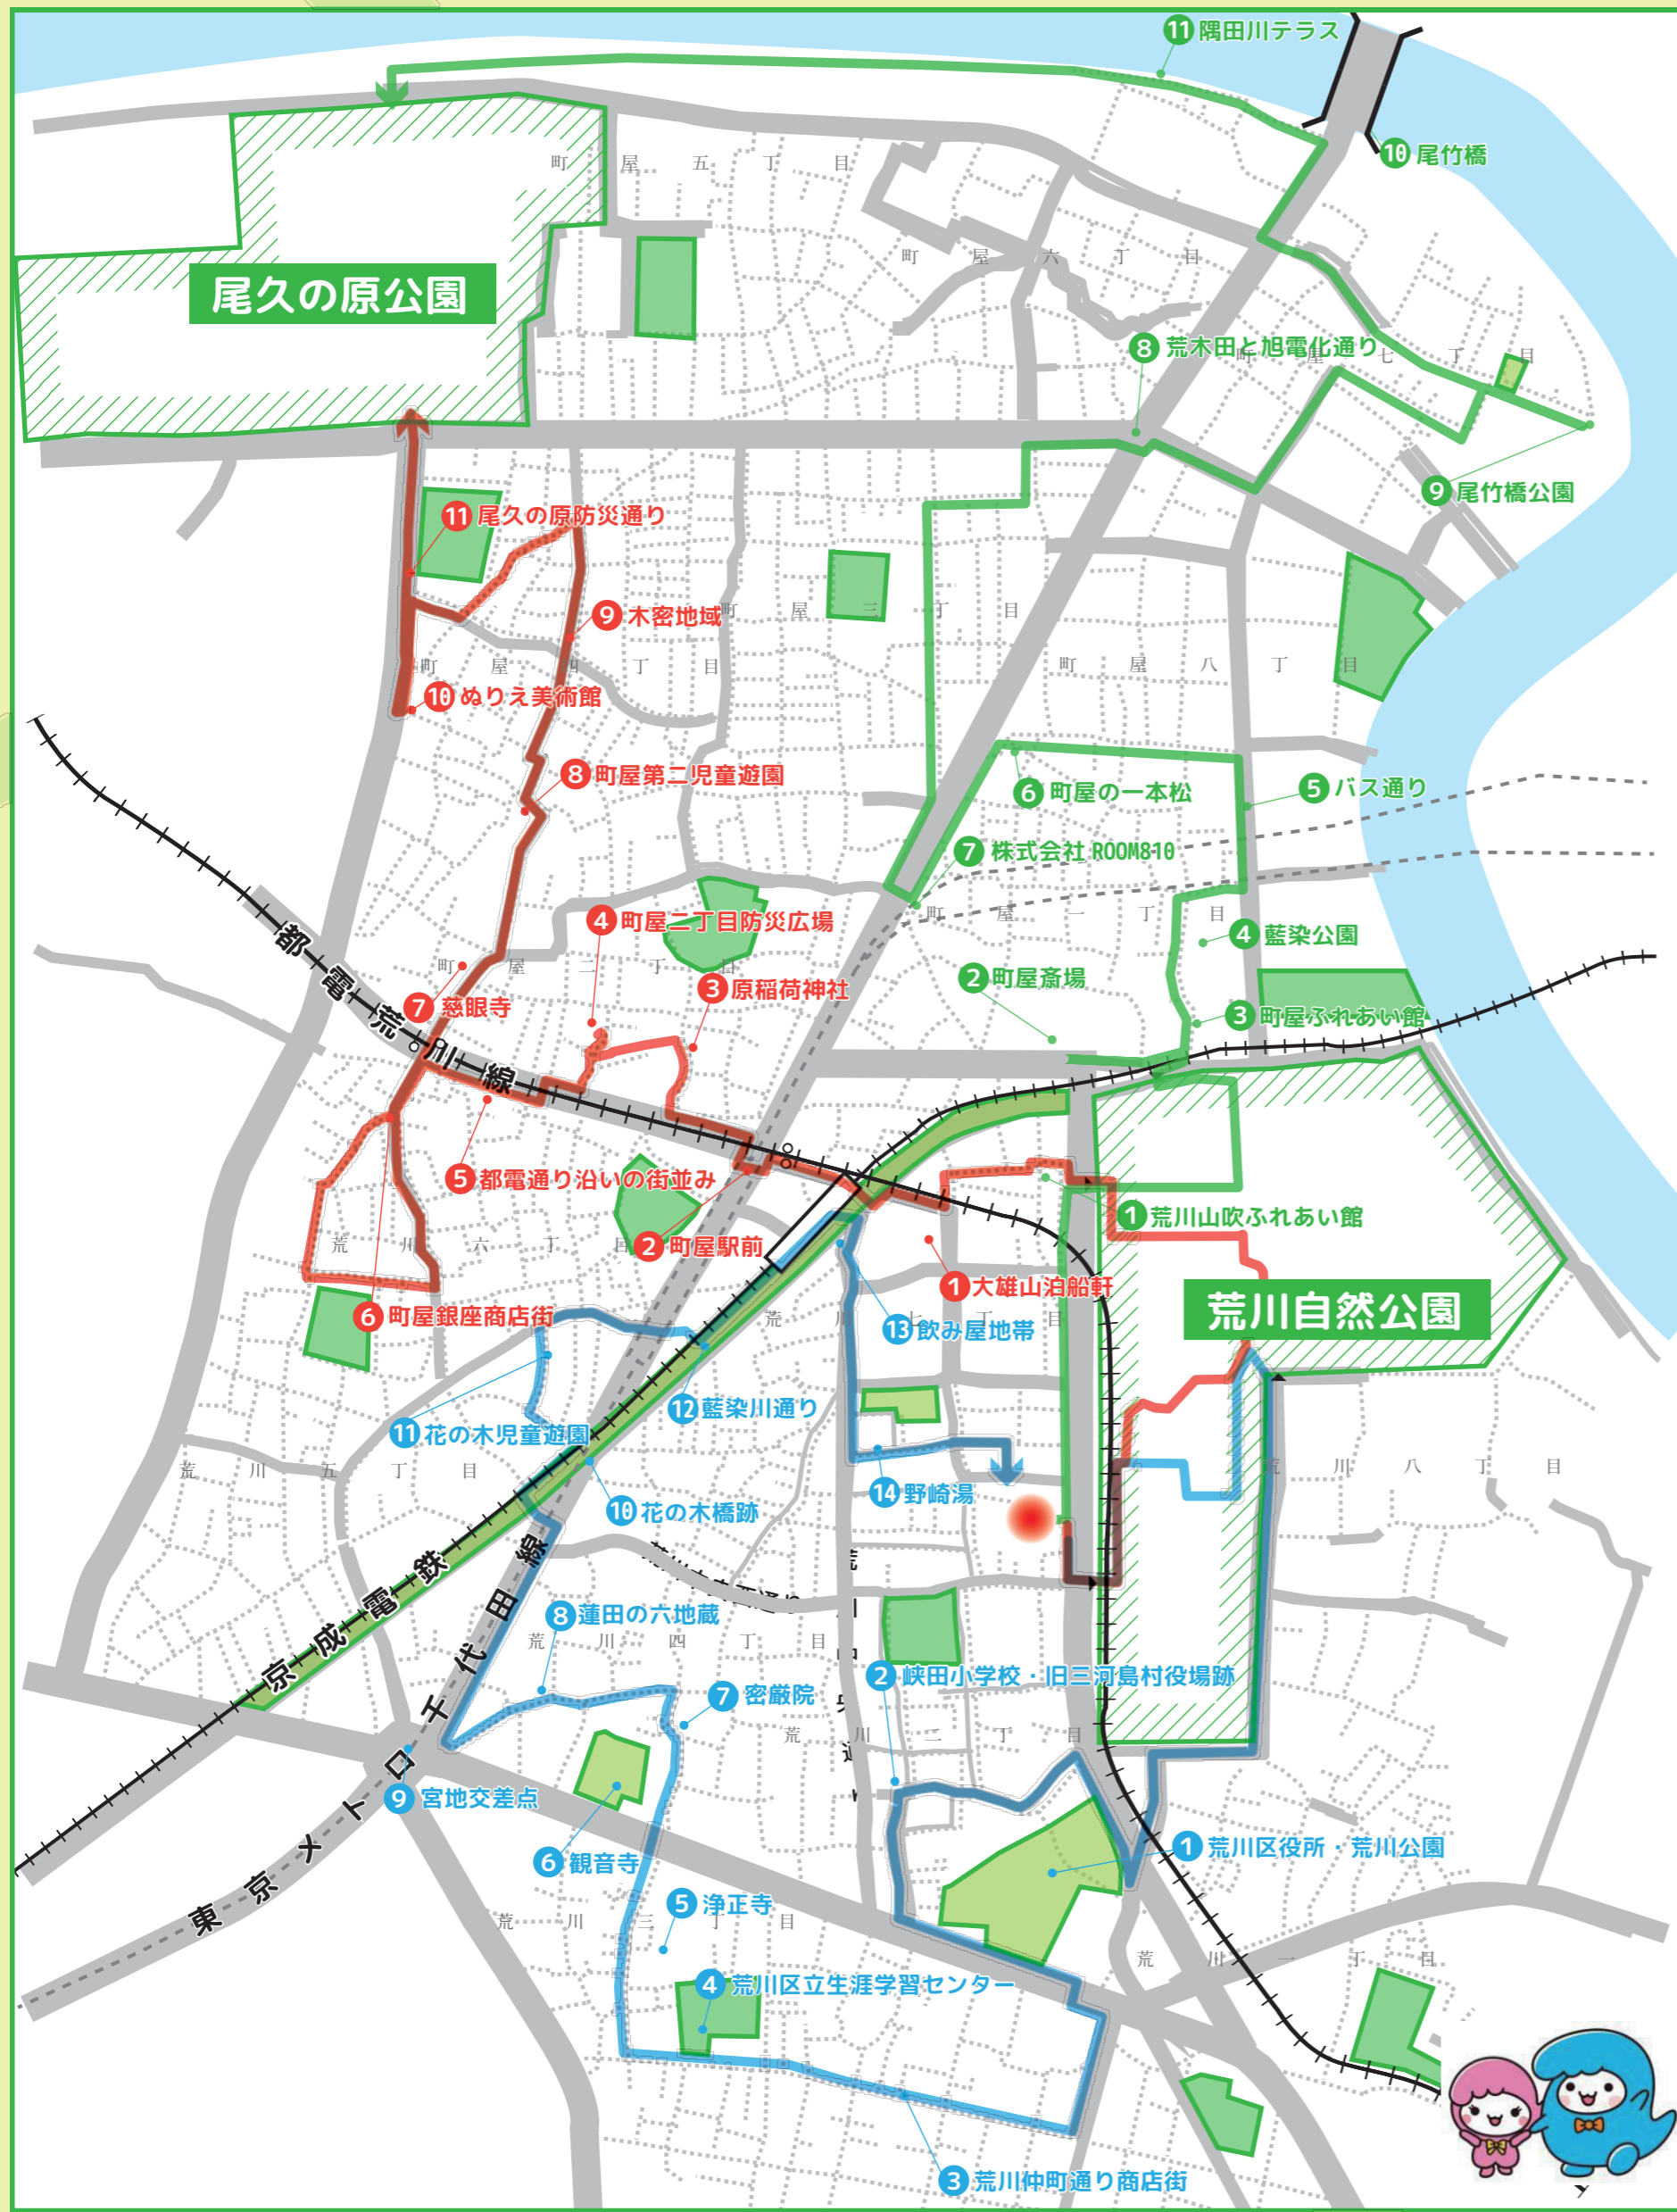 ⑪ 隅田川テラス
⑩ 尾竹橋
町屋五丁目
町屋六丁目
尾久の原公園
⑧ 荒木田と旭電化通り
町屋七丁目
⑨ 尾竹橋公園
⑪ 尾久の原防災通り
⑨ 木密地域
町屋三丁目
町屋四丁目
町屋八丁目
⑩ ぬりえ美術館
⑧ 町屋第二児童遊園
⑥ 町屋の一本松
⑤ バス通り
⑦ 株式会社 ROOM810
町屋一丁目
④ 町屋二丁目防災広場
④ 藍染公園
町屋二丁目
② 町屋斎場
③ 原稲荷神社
⑦ 慈眼寺
③ 町屋ふれあい館
都電荒川線
⑤ 都電通り沿いの街並み
① 荒川山吹ふれあい館
荒川六丁目
② 町屋駅前
① 大雄山泊船軒
荒川自然公園
⑥ 町屋銀座商店街
荒川七丁目
⑬ 飲み屋地帯
⑫ 藍染川通り
⑪ 花の木児童遊園
荒川五丁目
荒川八丁目
⑭ 野崎湯
⑩ 花の木橋跡
京成電鉄
⑧ 蓮田の六地蔵
荒川四丁目
② 峡田小学校・旧三河島村役場跡
⑦ 密厳院
荒川二丁目
⑨ 宮地交差点
東京メトロ千代田線
① 荒川区役所・荒川公園
⑥ 観音寺
⑤ 浄正寺
荒川三丁目
荒川一丁目
④ 荒川区立生涯学習センター
③ 荒川仲町通り商店街